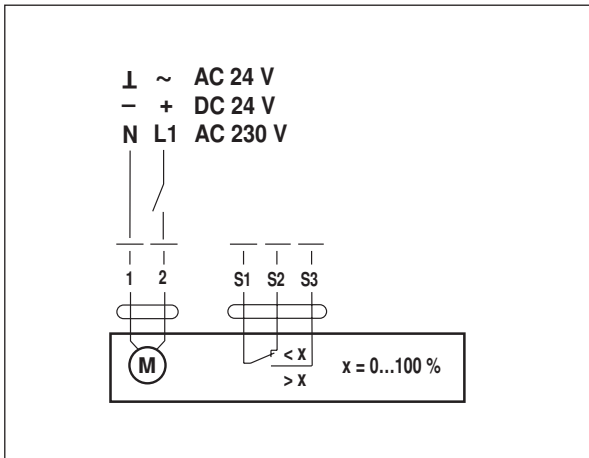 ⊥ ~ AC 24 V
– + DC 24 V
N L1 AC 230 V
1 2 S1 S2 S3
M < X x = 0...100 %
> X